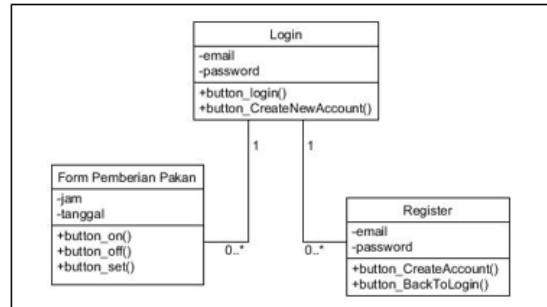 Login
-email
-password
+button_login()
+button_CreateNewAccount()
1
1
Form Pemberian Pakan
-jam
-tanggal
+button_on()
+button_off()
+button_set()
0..*
0..*
Register
-email
-password
+button_CreateAccount()
+button_BackToLogin()